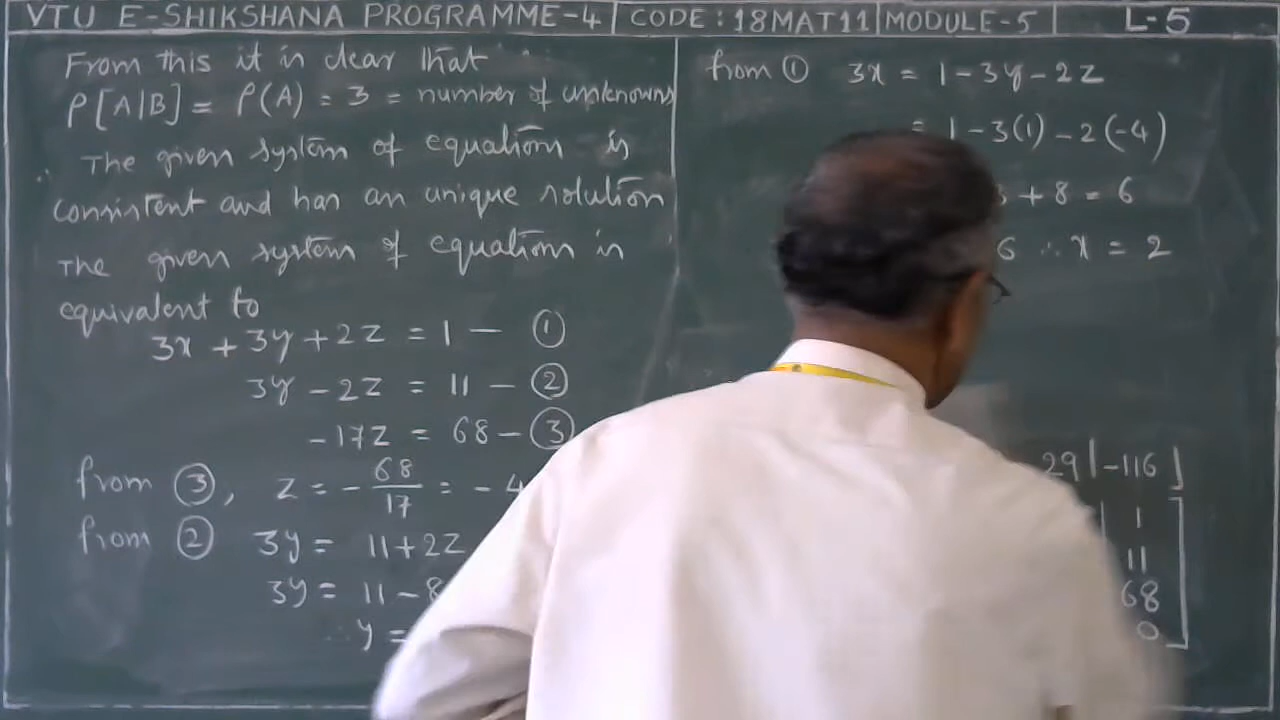 VTU E-SHIKSHANA PROGRAMME-4 | CODE:18MAT11 | MODULE-5 | L-5
From this it is clear that
ρ[A|B] = ρ(A) = 3 = number of unknowns
∴ The given system of equations is
consistent and has an unique solution
The given system of equations is
equivalent to
3x + 3y + 2z = 1 — ①
3y - 2z = 11 — ②
-17z = 68 — ③
from ③, z = -68/17 = -4
from ② 3y = 11+2z
3y = 11-8
∴ y =
from ① 3x = 1-3y-2z
= 1-3(1)-2(-4)
+8 = 6
6 ∴ x = 2
29 | -116 ]
| 1
11
68
0 ]